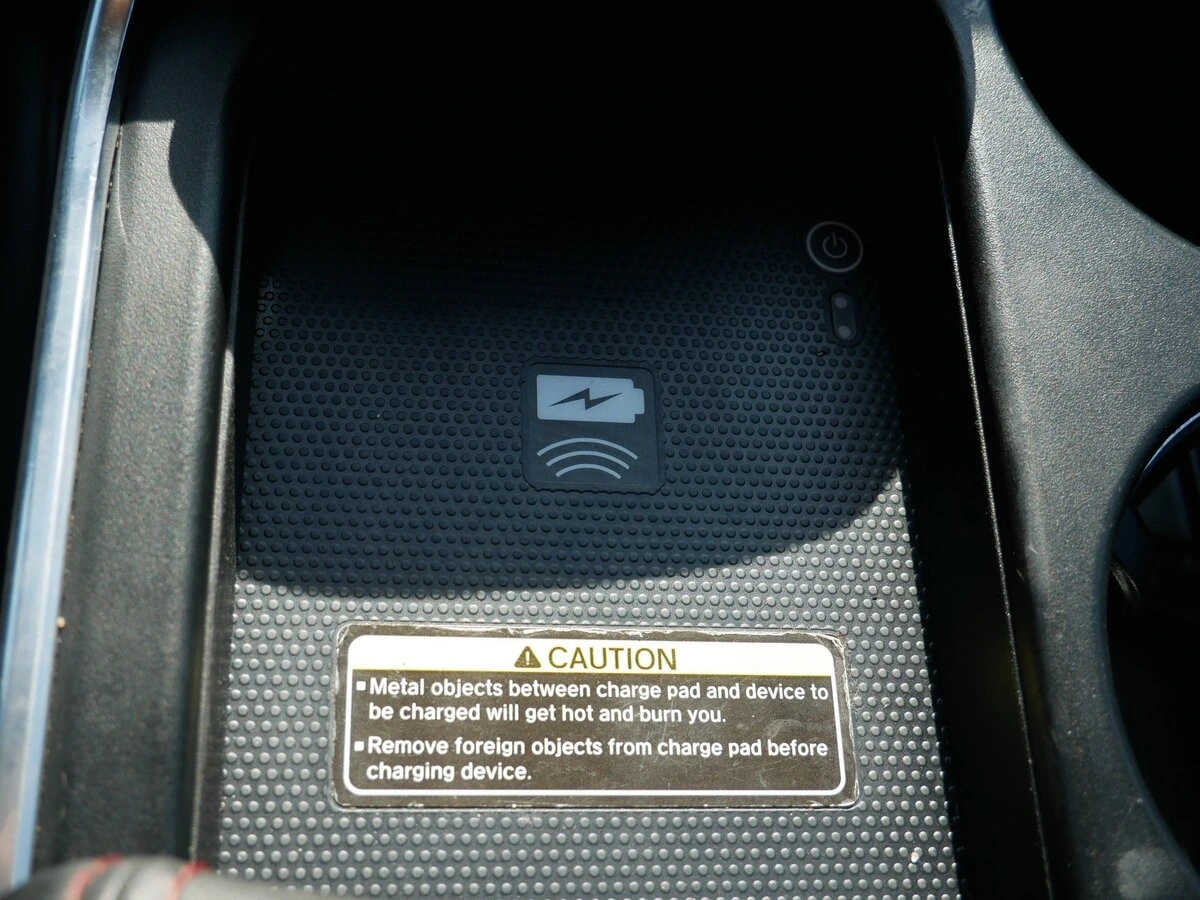 CAUTION
▪Metal objects between charge pad and device to
be charged will get hot and burn you.
▪Remove foreign objects from charge pad before
charging device.